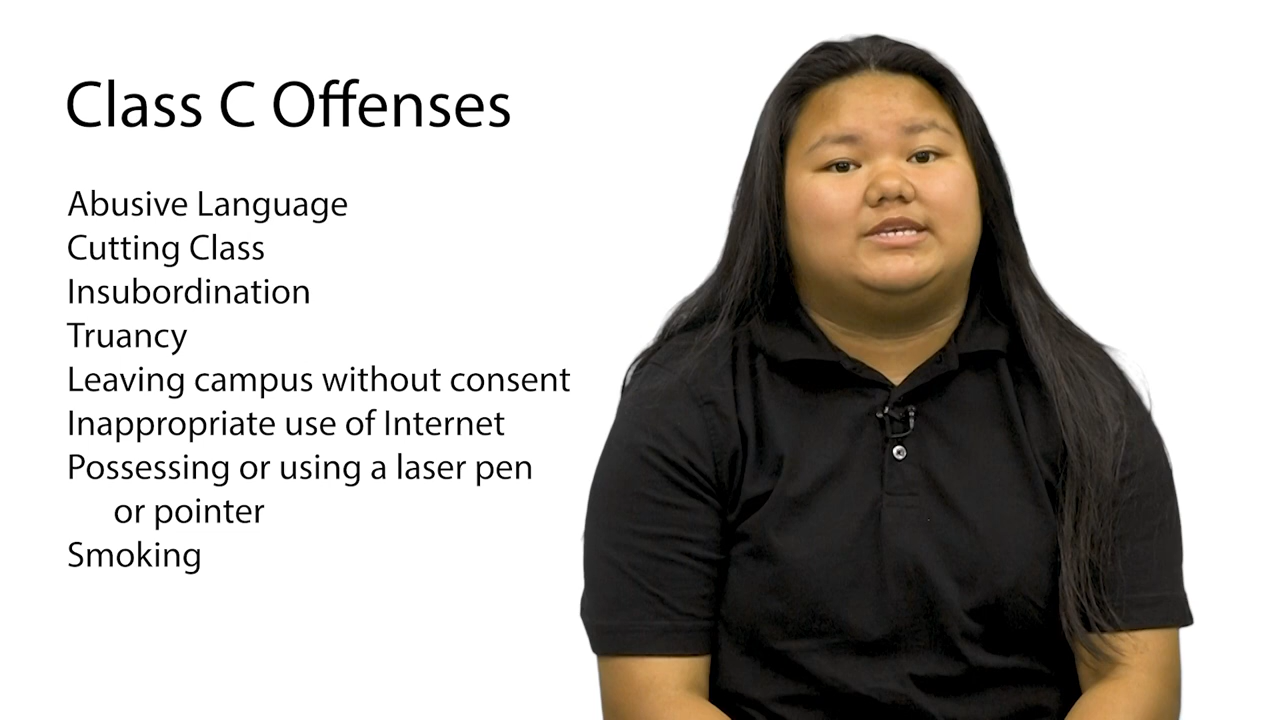 Class C Offenses
Abusive Language
Cutting Class
Insubordination
Truancy
Leaving campus without consent
Inappropriate use of Internet
Possessing or using a laser pen
or pointer
Smoking